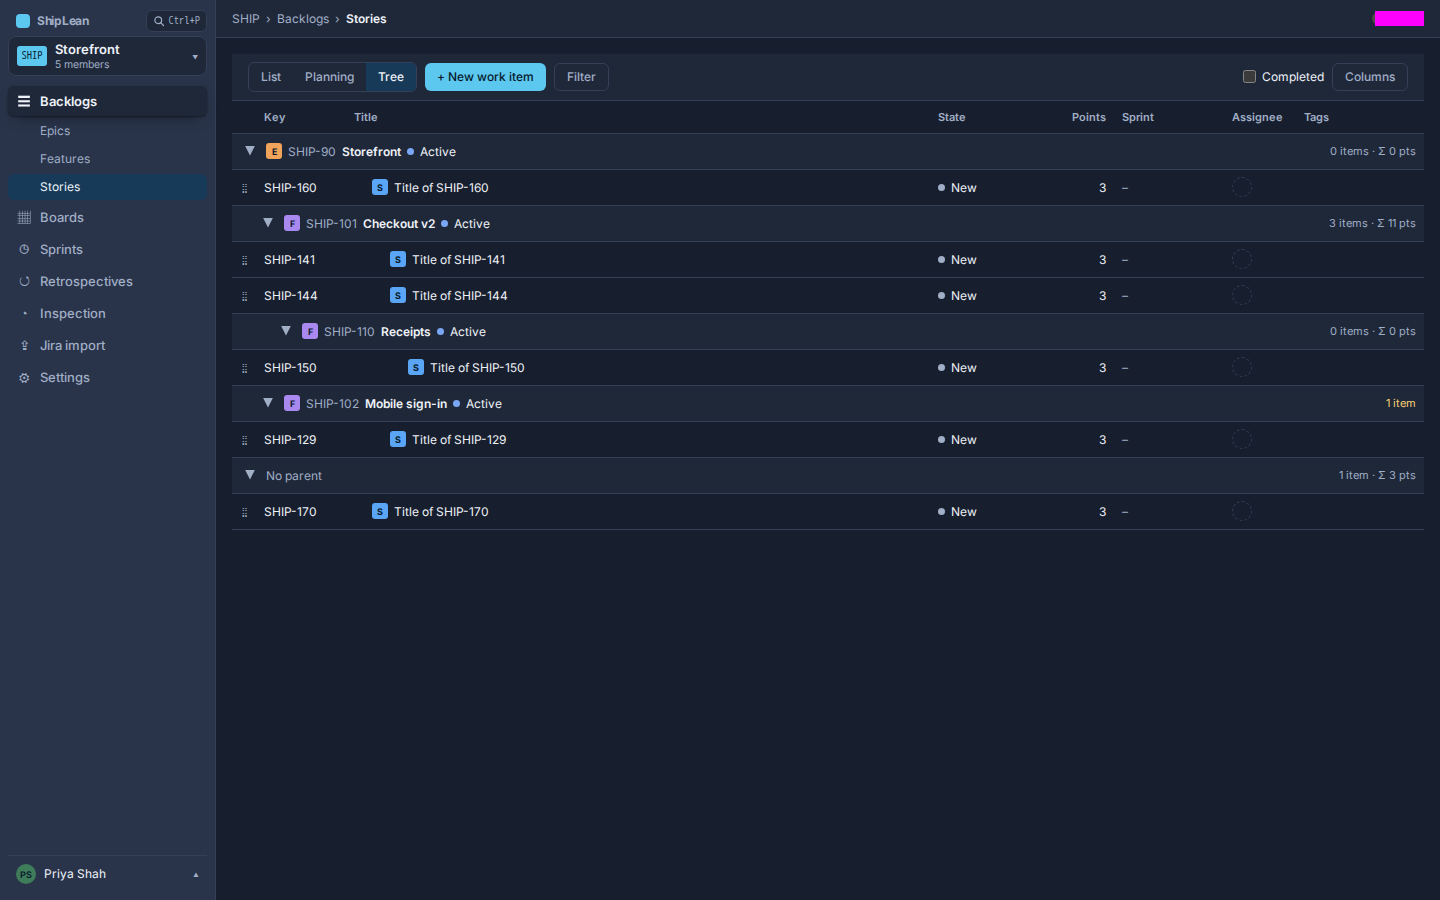 ShipLean
Ctrl+P
SHIP
Storefront
5 members
Backlogs
Epics
Features
Stories
Boards
Sprints
Retrospectives
Inspection
Jira import
Settings
PS
Priya Shah
SHIP › Backlogs › Stories
List
Planning
Tree
+ New work item
Filter
Completed
Columns
Key Title State Points Sprint Assignee Tags
E SHIP-90 Storefront Active 0 items · Σ 0 pts
SHIP-160 S Title of SHIP-160 New 3 –
F SHIP-101 Checkout v2 Active 3 items · Σ 11 pts
SHIP-141 S Title of SHIP-141 New 3 –
SHIP-144 S Title of SHIP-144 New 3 –
F SHIP-110 Receipts Active 0 items · Σ 0 pts
SHIP-150 S Title of SHIP-150 New 3 –
F SHIP-102 Mobile sign-in Active 1 item
SHIP-129 S Title of SHIP-129 New 3 –
No parent 1 item · Σ 3 pts
SHIP-170 S Title of SHIP-170 New 3 –